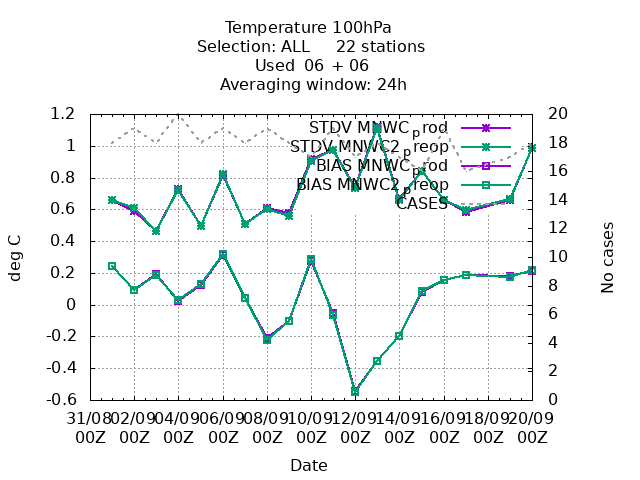 Temperature 100hPa
Selection: ALL 22 stations
Used 06 + 06
Averaging window: 24h
STDV MNWC_prod
STDV MNWC2_preop
BIAS MNWC_prod
BIAS MNWC2_preop
CASES
deg C
1.2
1
0.8
0.6
0.4
0.2
0
-0.2
-0.4
-0.6
No cases
20
18
16
14
12
10
8
6
4
2
0
31/08 02/09 04/09 06/09 08/09 10/09 12/09 14/09 16/09 18/09 20/09
00Z 00Z 00Z 00Z 00Z 00Z 00Z 00Z 00Z 00Z 00Z
Date